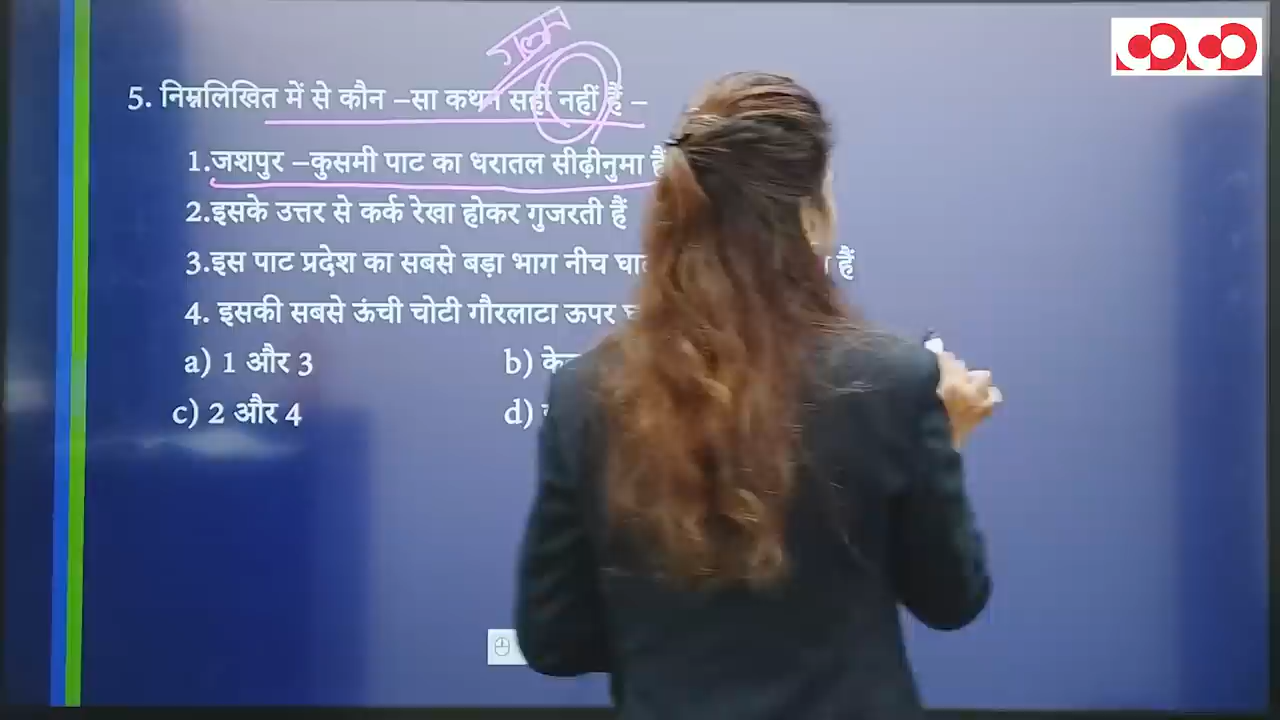 गलत
5. निम्नलिखित में से कौन –सा कथन सही नहीं हैं –
1.जशपुर –कुसमी पाट का धरातल सीढ़ीनुमा हैं
2.इसके उत्तर से कर्क रेखा होकर गुजरती हैं
3.इस पाट प्रदेश का सबसे बड़ा भाग नीच हैं
4. इसकी सबसे ऊंची चोटी गौरलाटा ऊपर
a) 1 और 3 b)
c) 2 और 4 d)